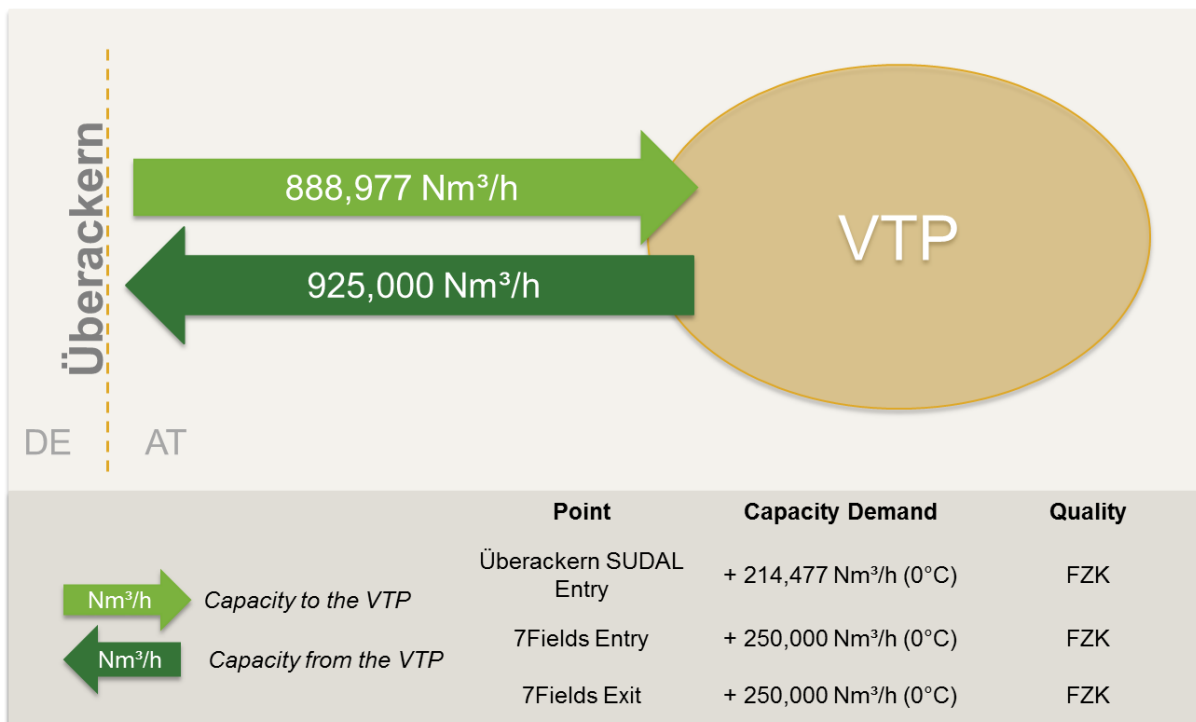 Überackern
888,977 Nm³/h
925,000 Nm³/h
VTP
DE AT
Point Capacity Demand Quality
Überackern SUDAL
Entry
+ 214,477 Nm³/h (0°C) FZK
7Fields Entry + 250,000 Nm³/h (0°C) FZK
7Fields Exit + 250,000 Nm³/h (0°C) FZK
Nm³/h Capacity to the VTP
Nm³/h Capacity from the VTP